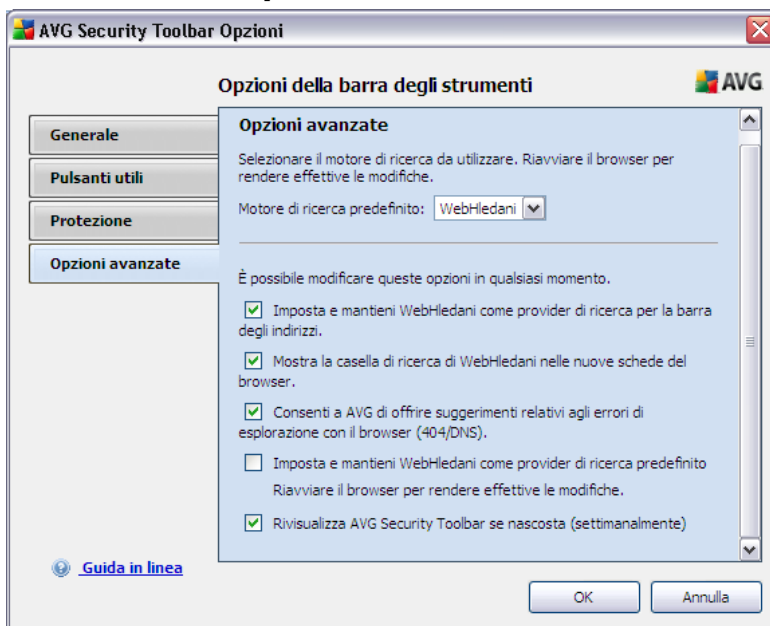 AVG Security Toolbar Opzioni
Opzioni della barra degli strumenti
AVG
Generale
Pulsanti utili
Protezione
Opzioni avanzate
Opzioni avanzate
Selezionare il motore di ricerca da utilizzare. Riavviare il browser per
rendere effettive le modifiche.
Motore di ricerca predefinito: WebHledani
È possibile modificare queste opzioni in qualsiasi momento.
Imposta e mantieni WebHledani come provider di ricerca per la barra
degli indirizzi.
Mostra la casella di ricerca di WebHledani nelle nuove schede del
browser.
Consenti a AVG di offrire suggerimenti relativi agli errori di
esplorazione con il browser (404/DNS).
Imposta e mantieni WebHledani come provider di ricerca predefinito
Riavviare il browser per rendere effettive le modifiche.
Rivisualizza AVG Security Toolbar se nascosta (settimanalmente)
Guida in linea
OK
Annulla